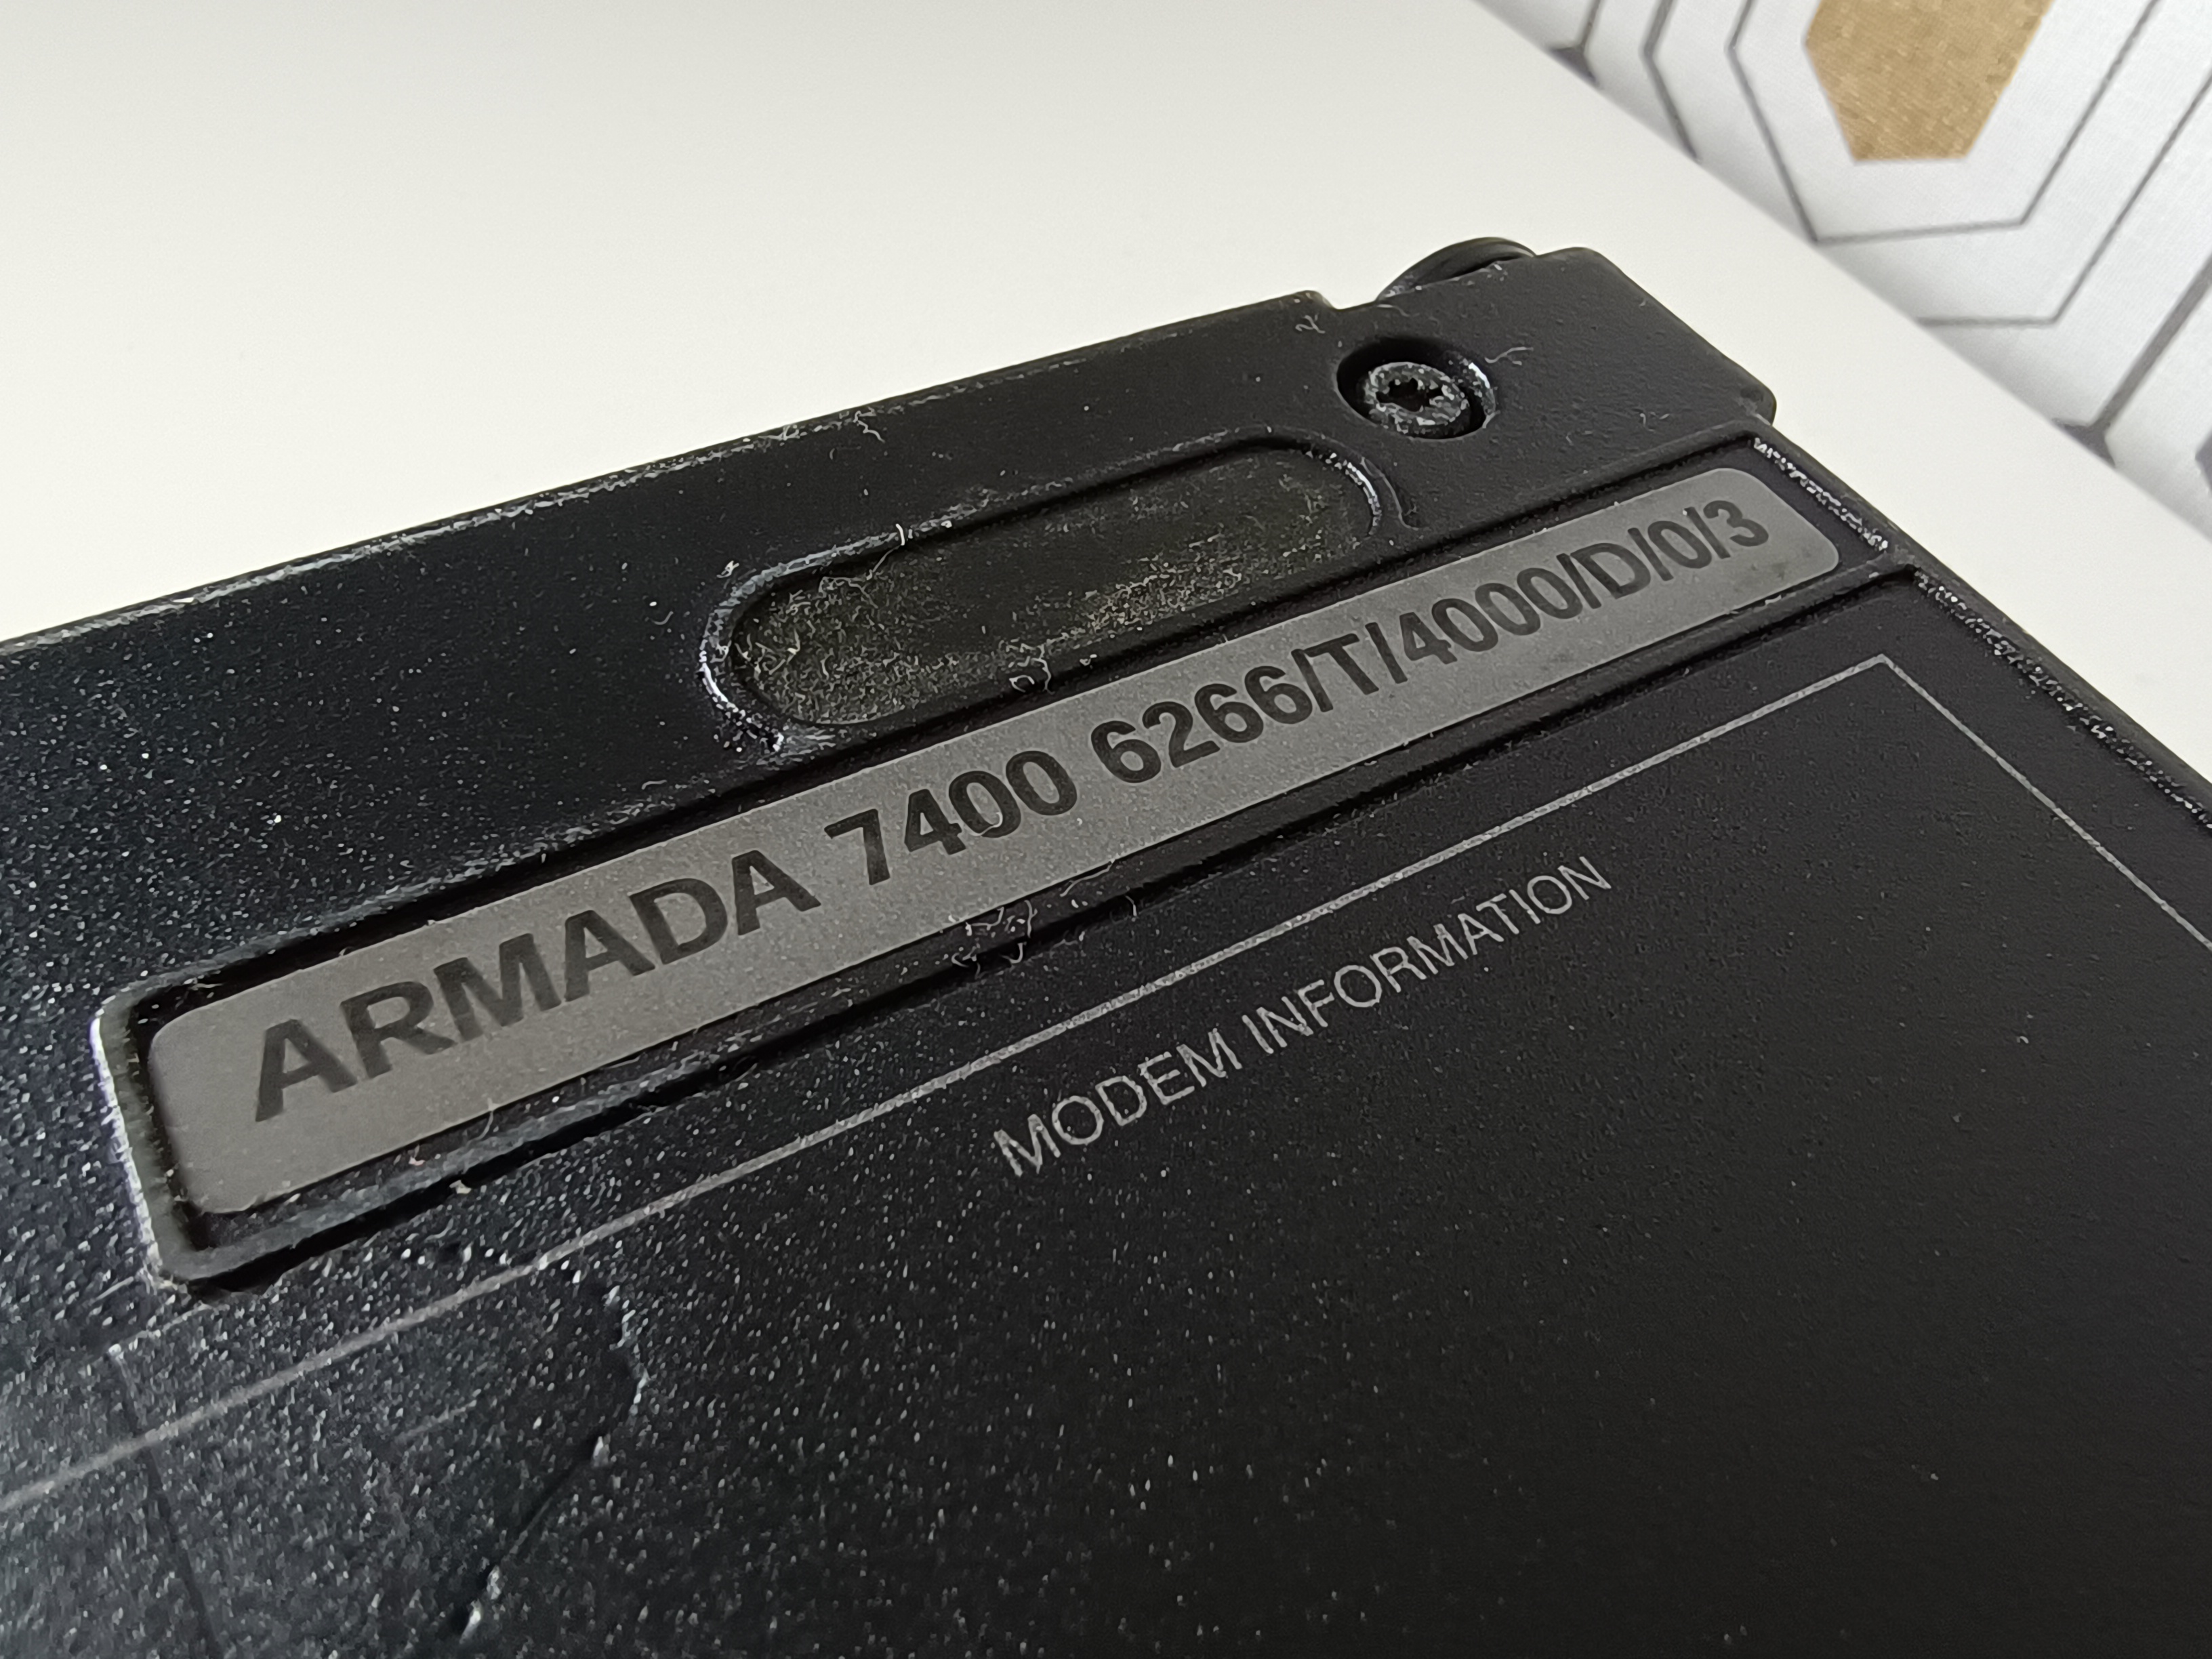 ARMADA 7400 6266/T/4000/D/0/3
MODEM INFORMATION